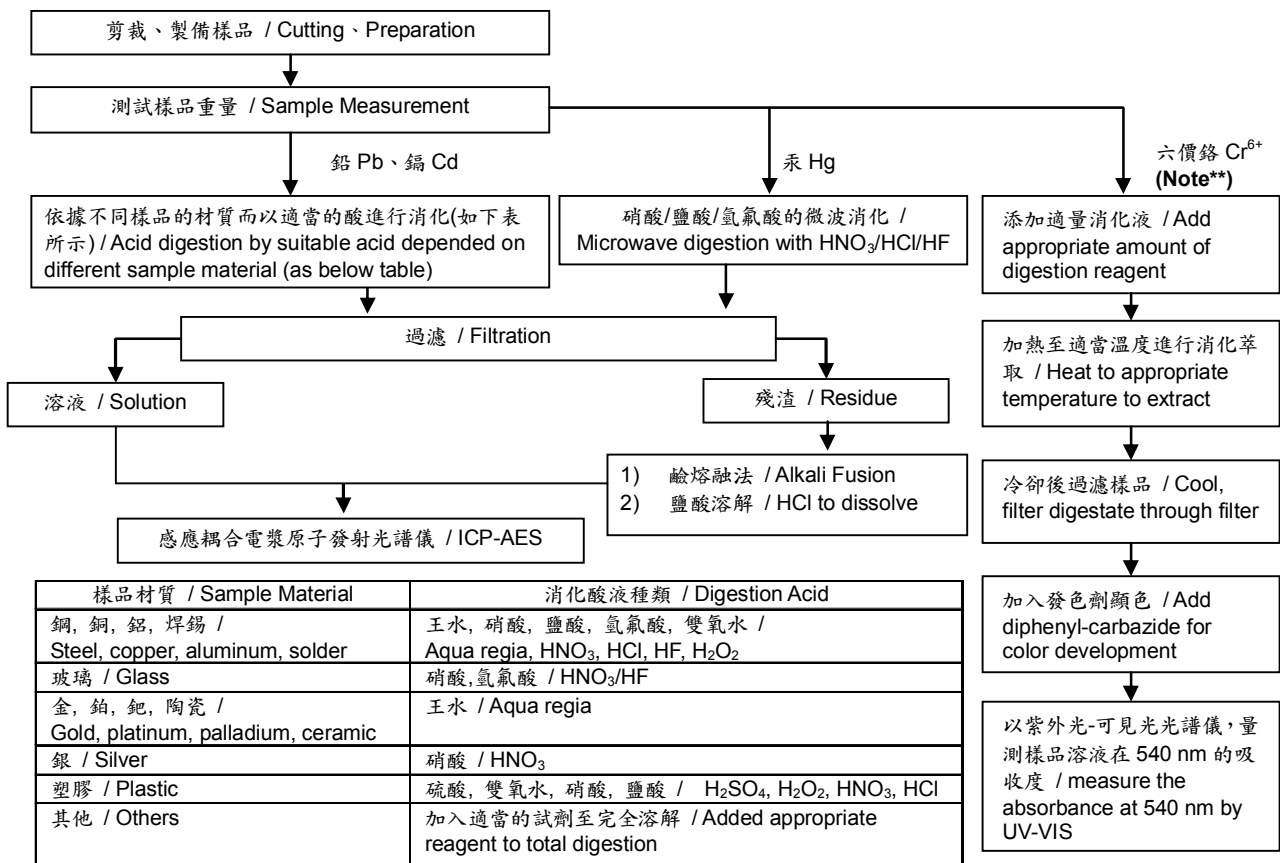 剪裁、製備樣品 / Cutting、Preparation
測試樣品重量 / Sample Measurement
鉛 Pb、鎘 Cd
汞 Hg
六價鉻 Cr⁶⁺
(Note**)
依據不同樣品的材質而以適當的酸進行消化(如下表
所示) / Acid digestion by suitable acid depended on
different sample material (as below table)
硝酸/鹽酸/氫氟酸的微波消化 /
Microwave digestion with HNO₃/HCl/HF
添加適量消化液 / Add
appropriate amount of
digestion reagent
過濾 / Filtration
加熱至適當溫度進行消化萃
取 / Heat to appropriate
temperature to extract
溶液 / Solution
殘渣 / Residue
1) 鹼熔融法 / Alkali Fusion
2) 鹽酸溶解 / HCl to dissolve
冷卻後過濾樣品 / Cool,
filter digestate through filter
感應耦合電漿原子發射光譜儀 / ICP-AES
加入發色劑顯色 / Add
diphenyl-carbazide for
color development
以紫外光-可見光光譜儀，量
測樣品溶液在 540 nm 的吸
收度 / measure the
absorbance at 540 nm by
UV-VIS
樣品材質 / Sample Material
消化酸液種類 / Digestion Acid
鋼, 銅, 鋁, 焊錫 /
Steel, copper, aluminum, solder
王水, 硝酸, 鹽酸, 氫氟酸, 雙氧水 /
Aqua regia, HNO₃, HCl, HF, H₂O₂
玻璃 / Glass
硝酸,氫氟酸 / HNO₃/HF
金, 鉑, 鈀, 陶瓷 /
Gold, platinum, palladium, ceramic
王水 / Aqua regia
銀 / Silver
硝酸 / HNO₃
塑膠 / Plastic
硫酸, 雙氧水, 硝酸, 鹽酸 / H₂SO₄, H₂O₂, HNO₃, HCl
其他 / Others
加入適當的試劑至完全溶解 / Added appropriate
reagent to total digestion